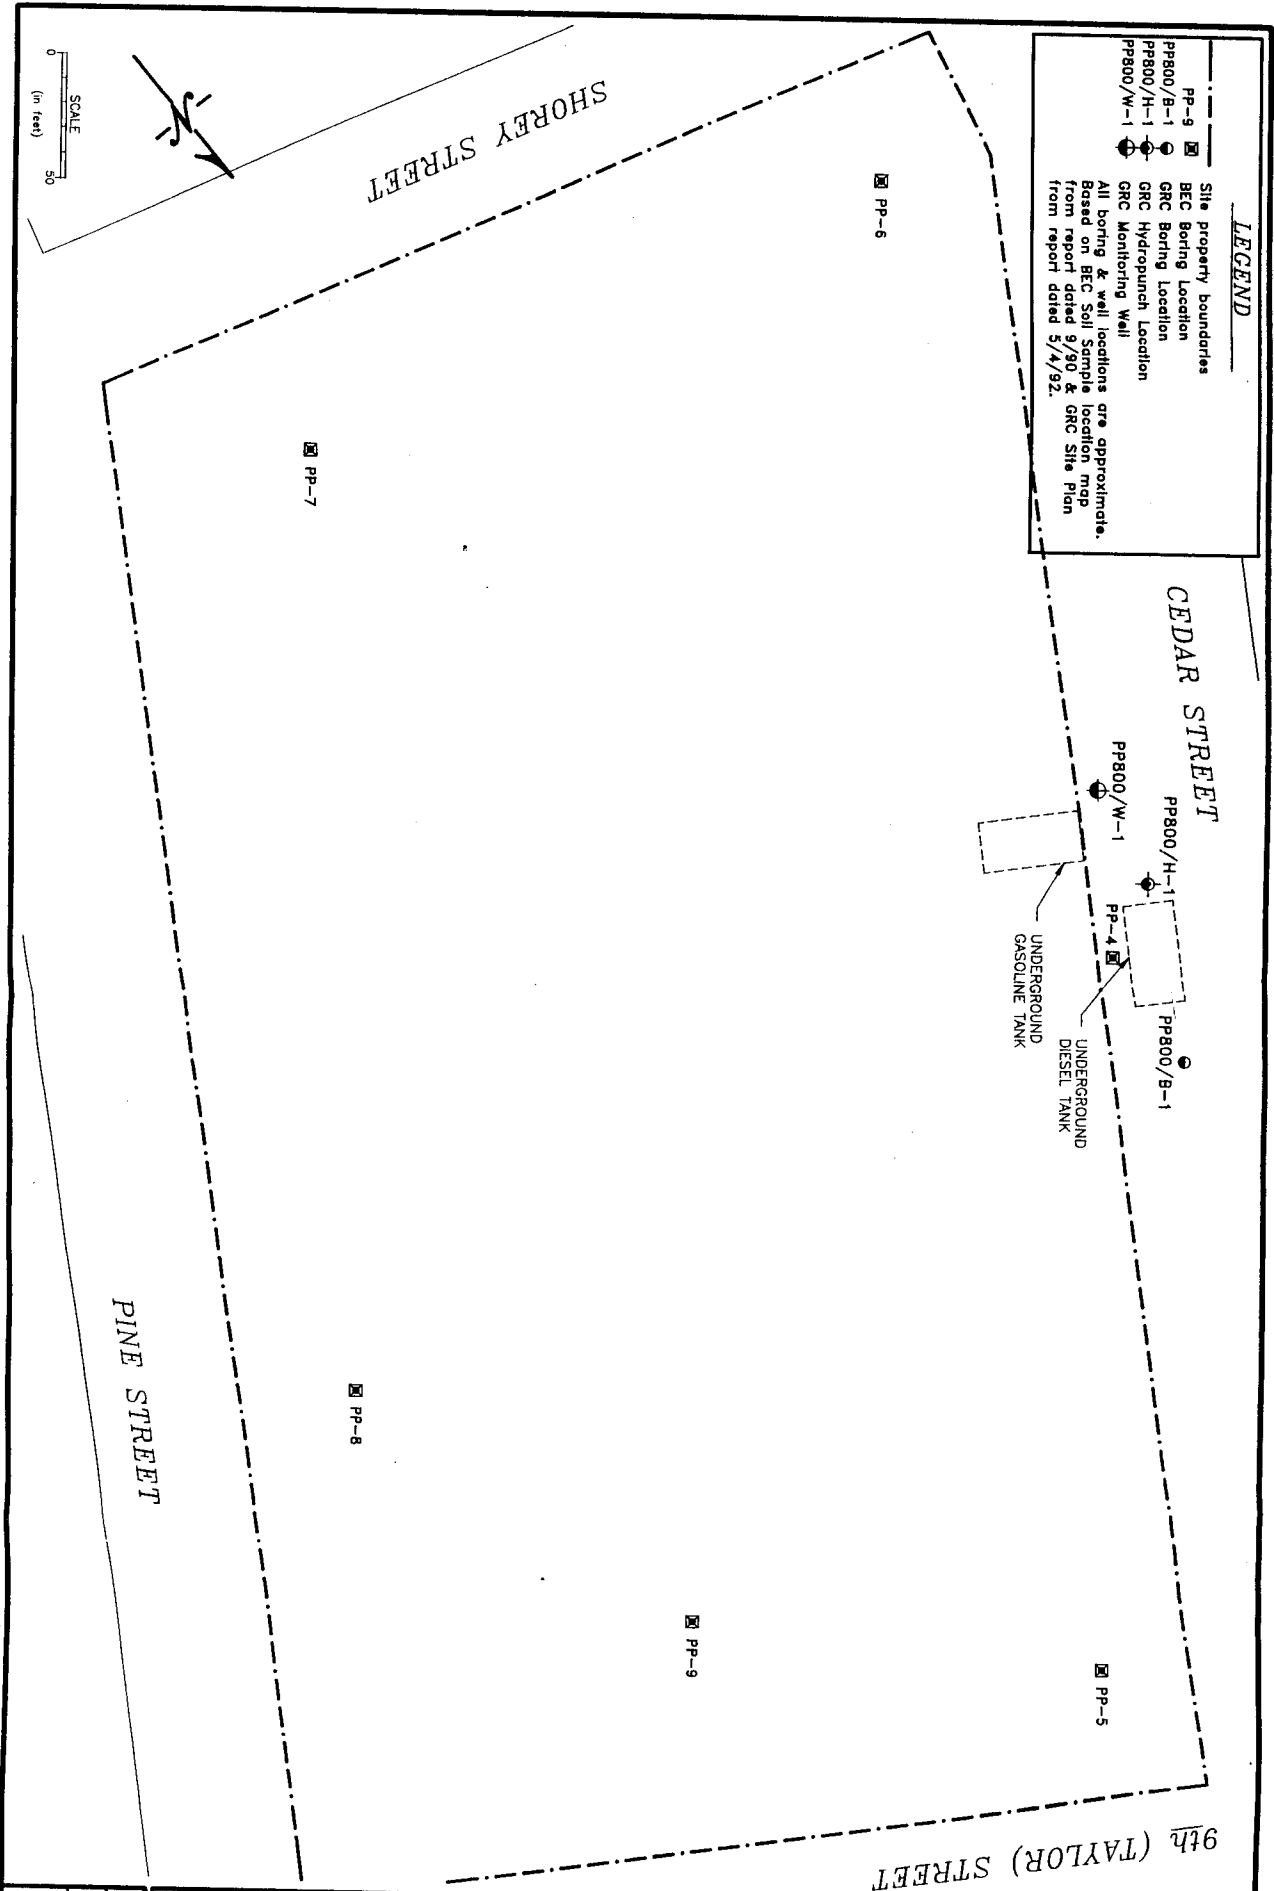 LEGEND
Site property boundaries
PP-9 BEC Boring Location
PP800/B-1 GRC Boring Location
PP800/H-1 GRC Hydropunch Location
PP800/W-1 GRC Monitoring Well
All boring & well locations are approximate.
Based on BEC Soil Sample location map
from report dated 9/90 & GRC Site Plan
from report dated 5/4/92.
CEDAR STREET
PP800/W-1
PP800/H-1
PP-4
PP800/B-1
UNDERGROUND
GASOLINE TANK
UNDERGROUND
DIESEL TANK
SHOREY STREET
PP-6
PP-7
PP-8
PP-9
PP-5
PINE STREET
9th (TAYLOR) STREET
N
SCALE
0 50
(in feet)